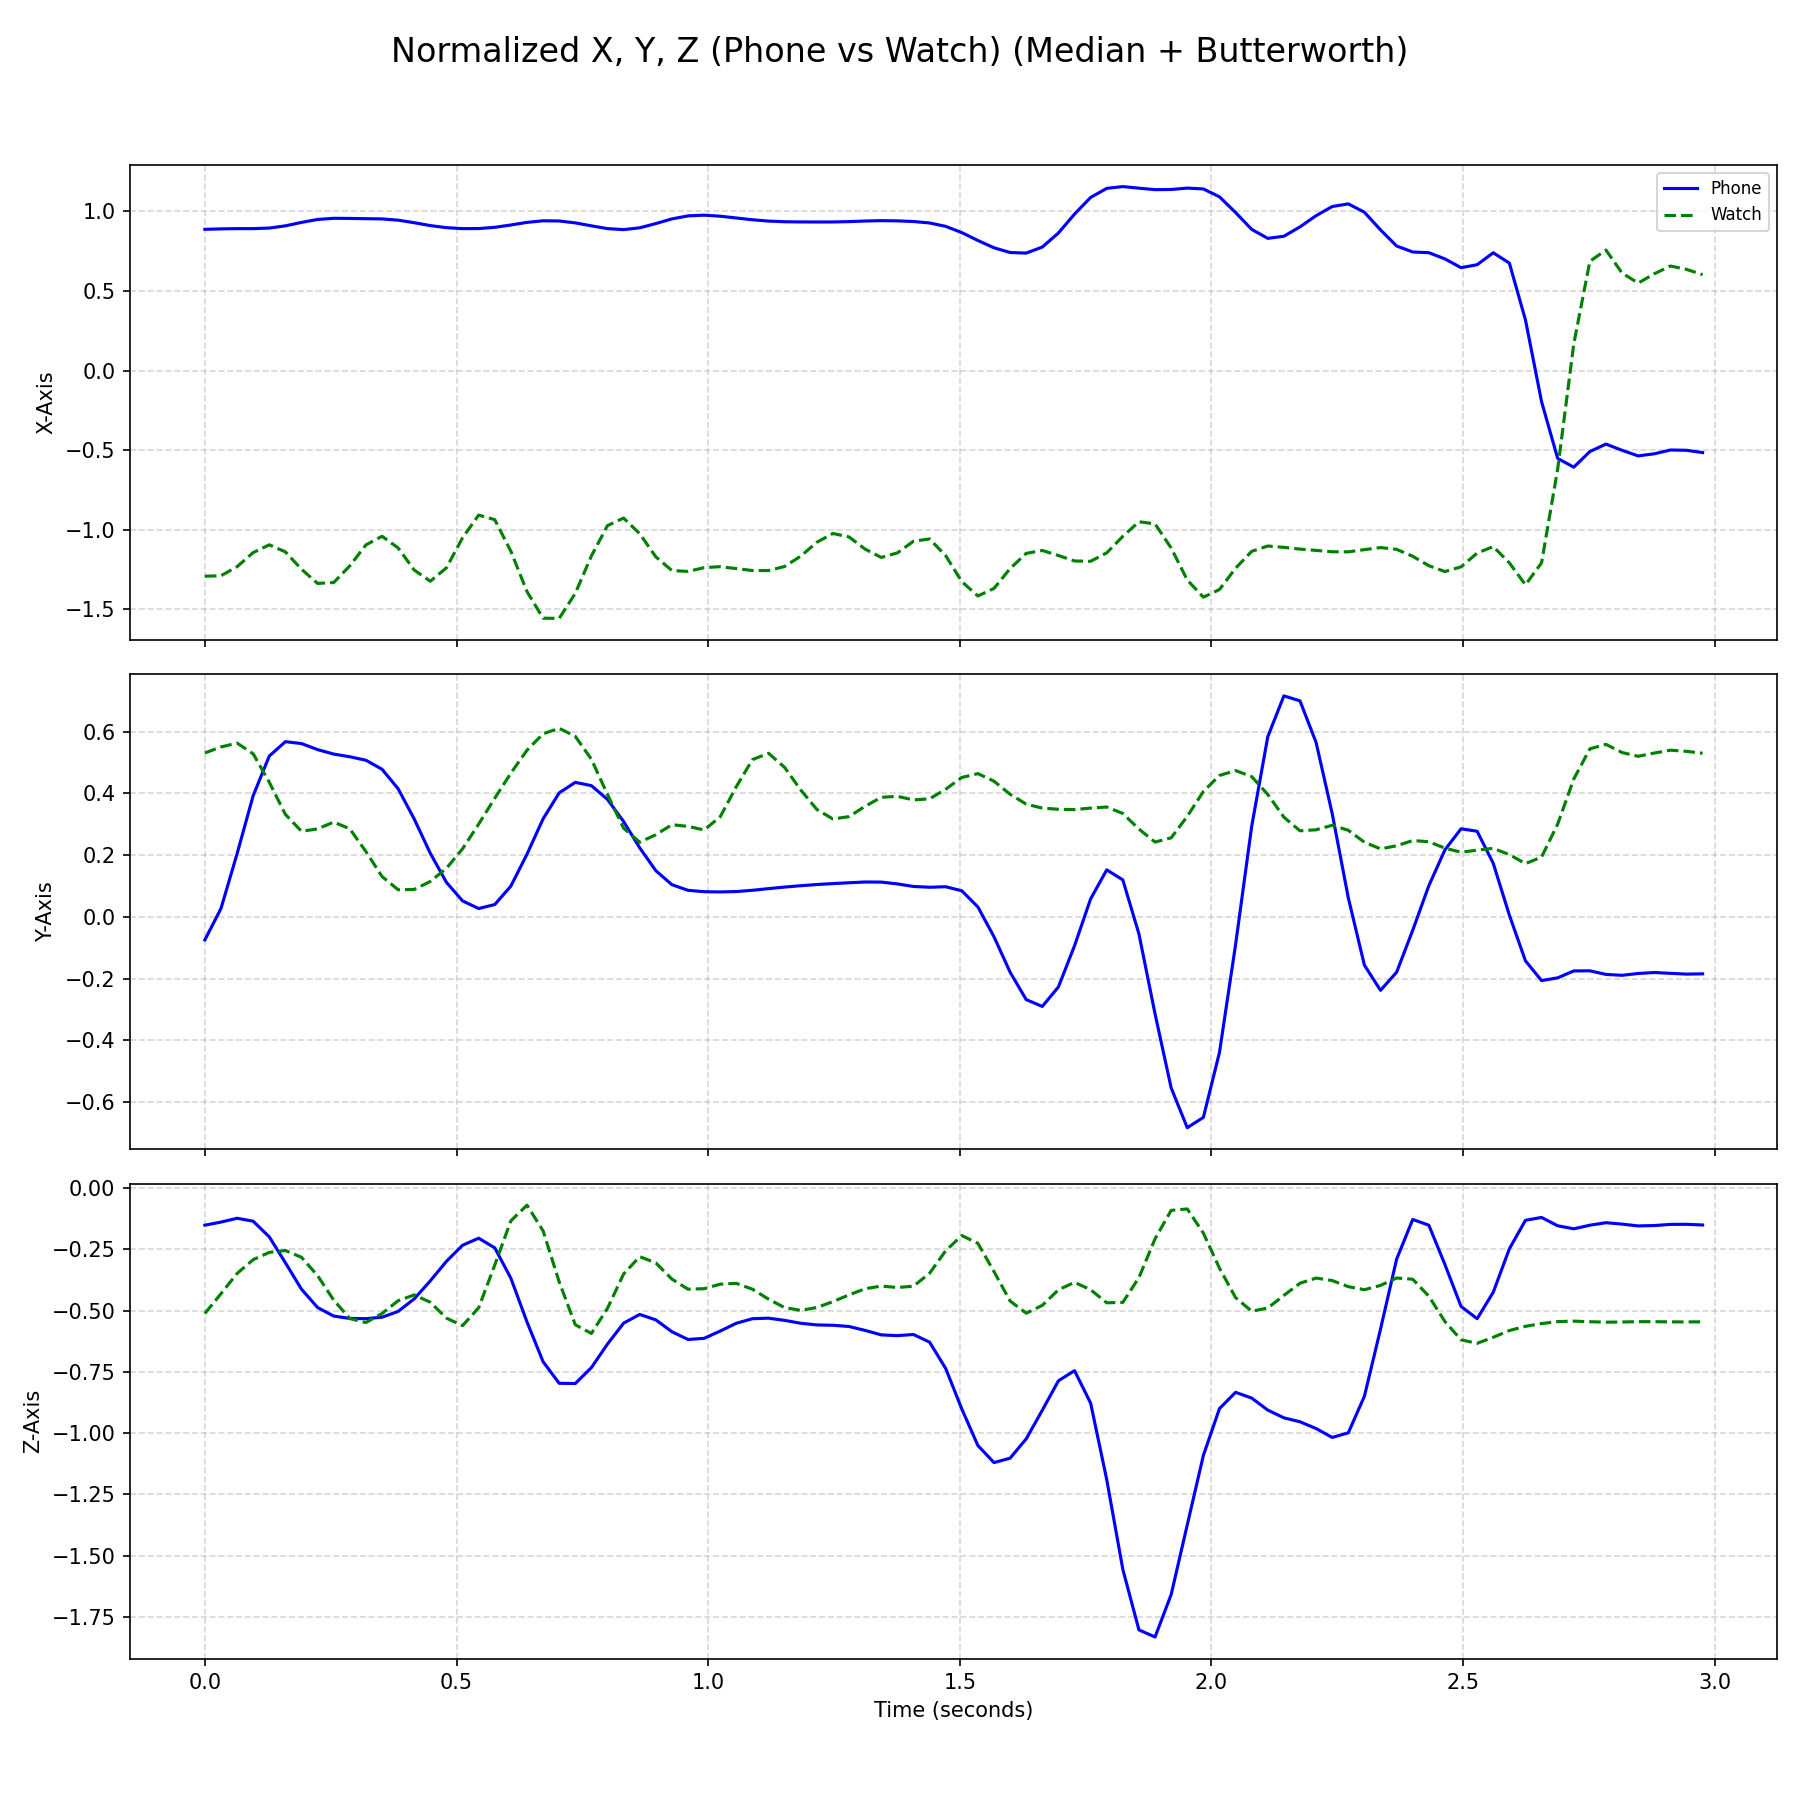 Normalized X, Y, Z (Phone vs Watch) (Median + Butterworth)
Phone
Watch
1.0
0.5
0.0
−0.5
−1.0
−1.5
X-Axis
0.6
0.4
0.2
0.0
−0.2
−0.4
−0.6
Y-Axis
0.00
−0.25
−0.50
−0.75
−1.00
−1.25
−1.50
−1.75
Z-Axis
0.0 0.5 1.0 1.5 2.0 2.5 3.0
Time (seconds)